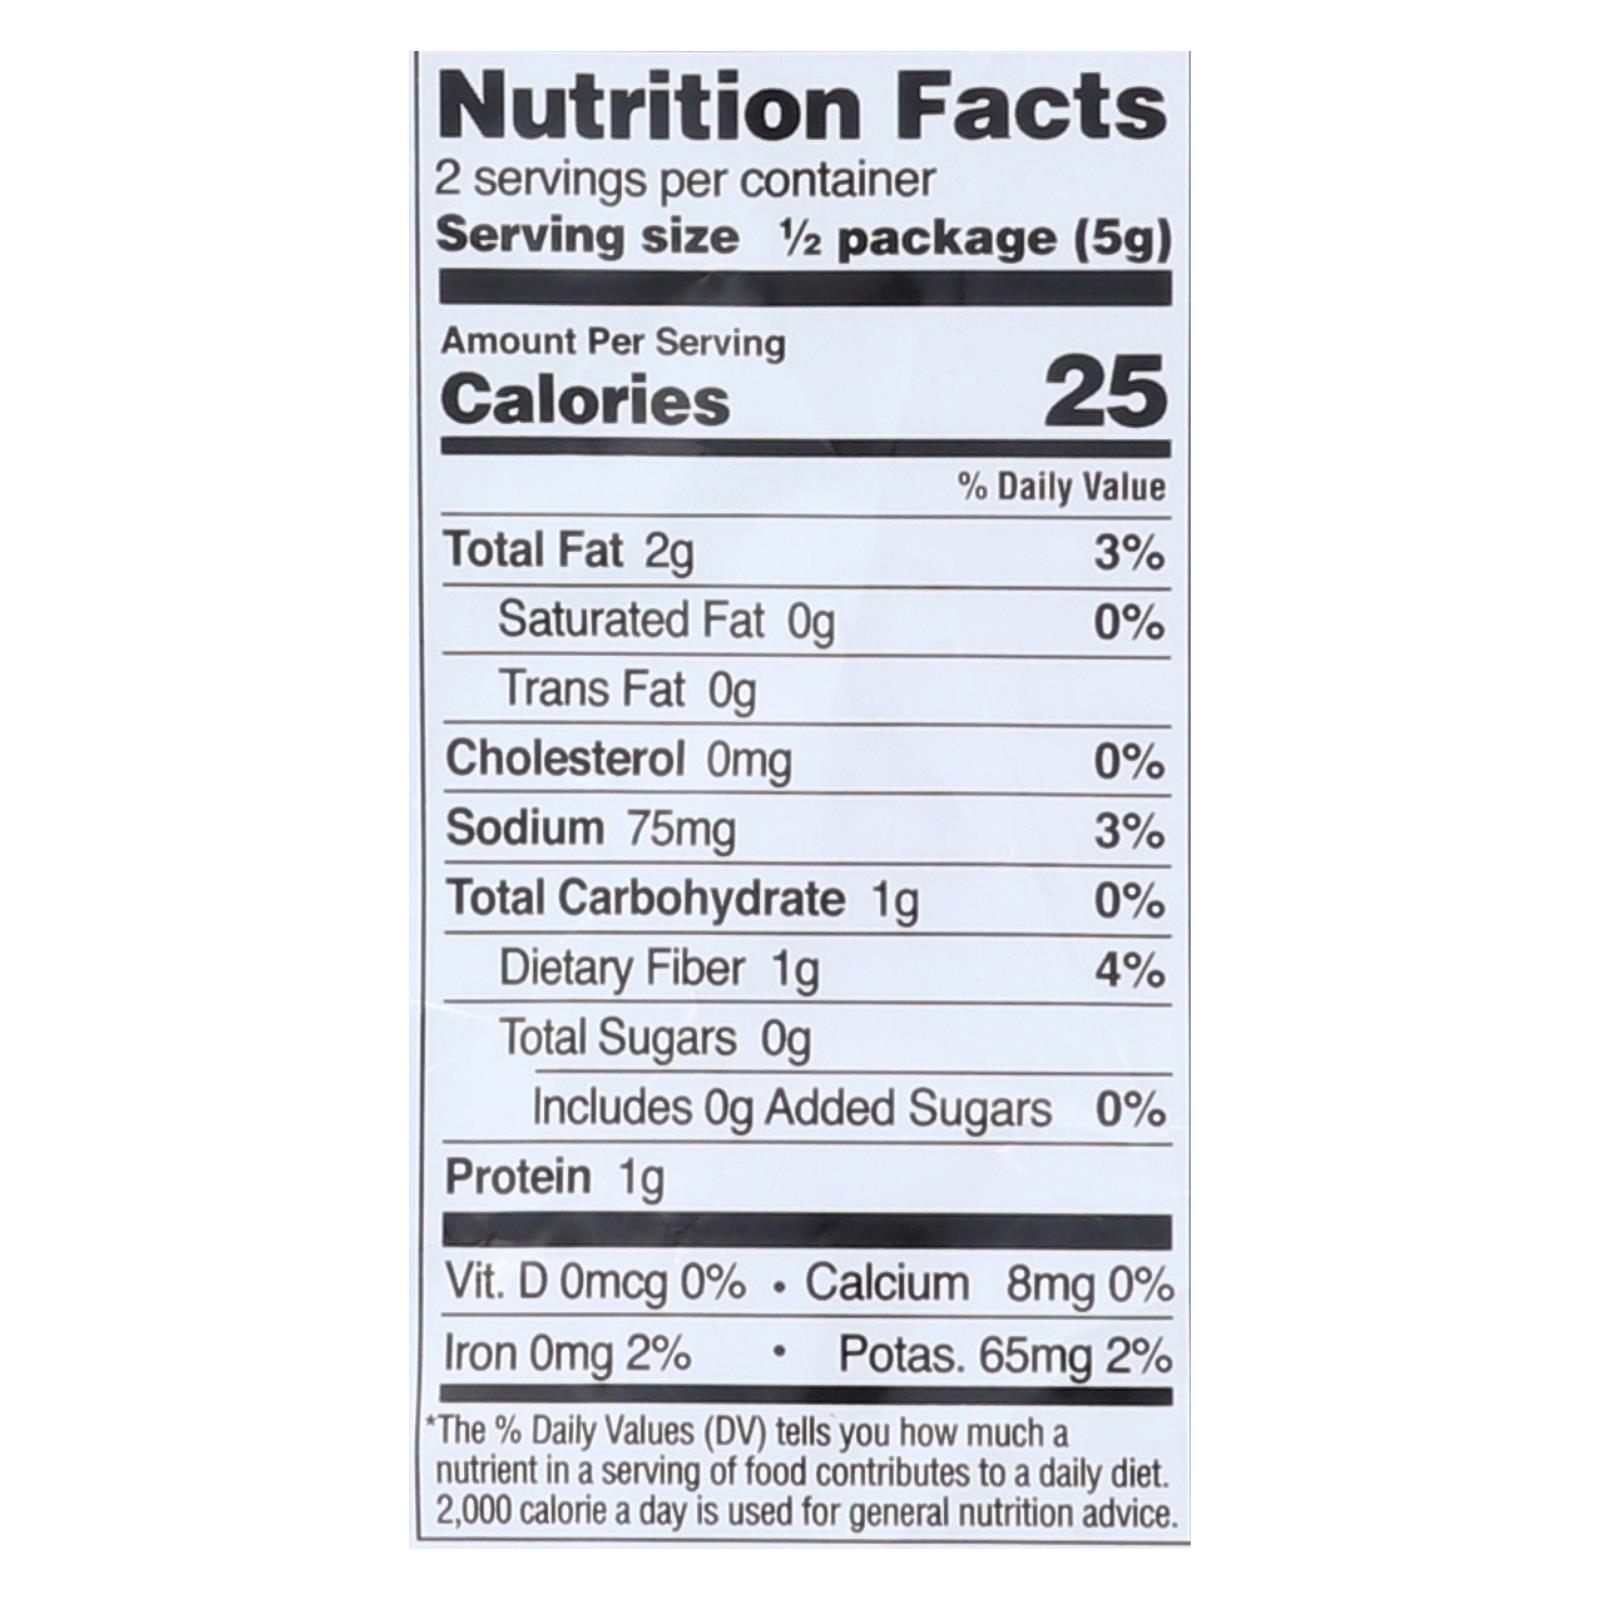 Nutrition Facts
2 servings per container
Serving size ½ package (5g)
Amount Per Serving
Calories 25
% Daily Value
Total Fat 2g 3%
Saturated Fat 0g 0%
Trans Fat 0g
Cholesterol 0mg 0%
Sodium 75mg 3%
Total Carbohydrate 1g 0%
Dietary Fiber 1g 4%
Total Sugars 0g
Includes 0g Added Sugars 0%
Protein 1g
Vit. D 0mcg 0% • Calcium 8mg 0%
Iron 0mg 2% • Potas. 65mg 2%
*The % Daily Values (DV) tells you how much a
nutrient in a serving of food contributes to a daily diet.
2,000 calorie a day is used for general nutrition advice.